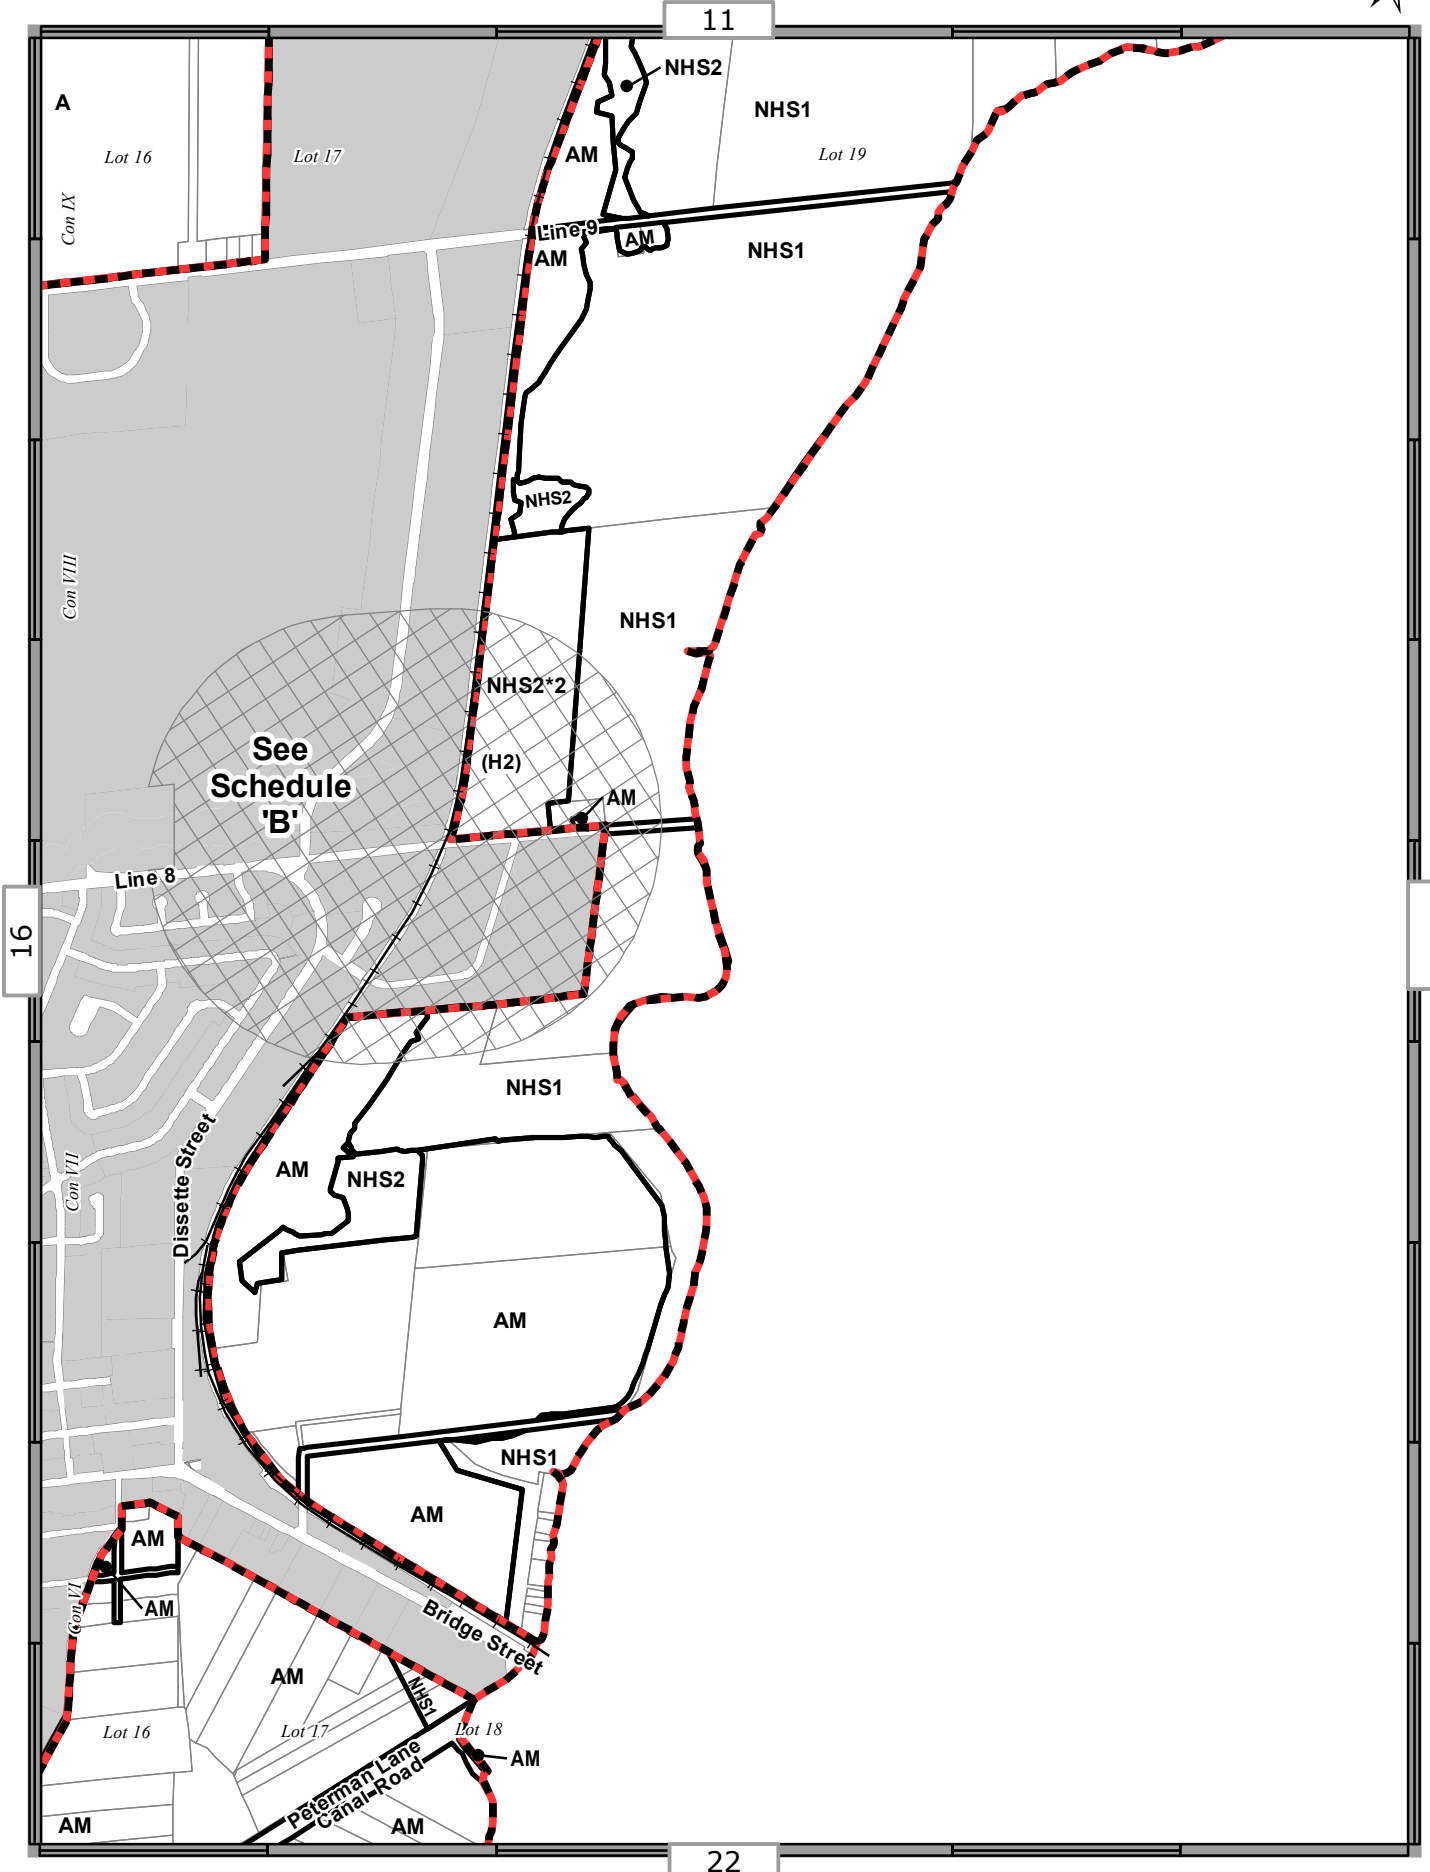 11
NHS2
A
NHS1
Lot 16
Lot 17
AM
Lot 19
Con IX
Line 9
AM
NHS1
AM
NHS2
Con VIII
NHS1
NHS2*2
See
Schedule
'B'
(H2)
AM
Line 8
16
NHS1
Dissette Street
AM
NHS2
Con VII
AM
NHS1
AM
AM
Con VI
AM
Bridge Street
AM
NHS1
Lot 16
Lot 17
Lot 18
AM
Peterman Lane
Canal Road
AM
AM
22